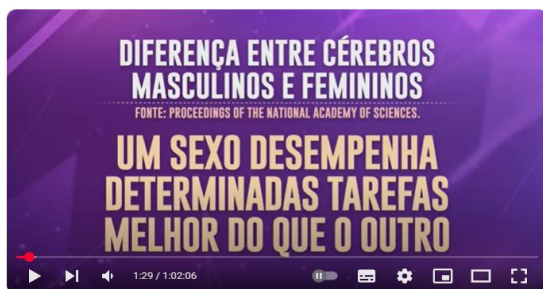 DIFERENÇA ENTRE CÉREBROS
MASCULINOS E FEMININOS
FONTE: PROCEEDINGS OF THE NATIONAL ACADEMY OF SCIENCES.
UM SEXO DESEMPENHA
DETERMINADAS TAREFAS
MELHOR DO QUE O OUTRO
1:29 / 1:02:06